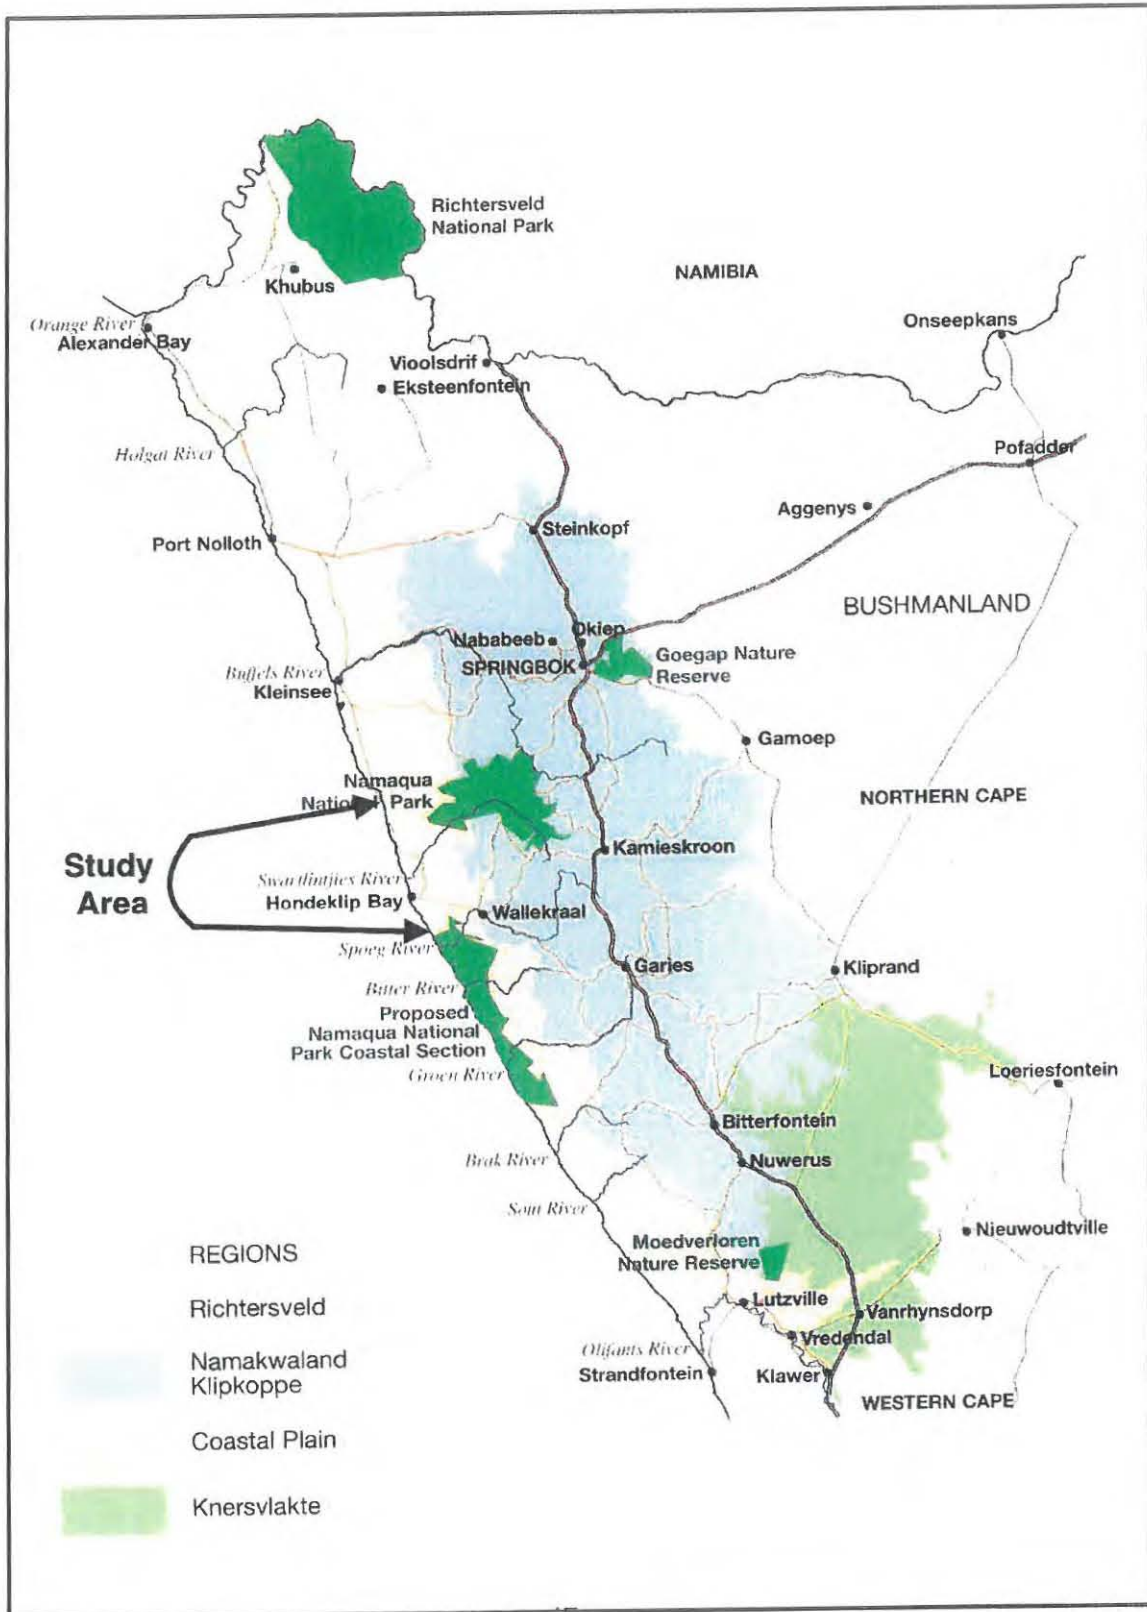 Richtersveld
National Park
NAMIBIA
Khubus
Onseepkans
Orange River
Alexander Bay
Vioolsdrif
Eksteenfontein
Holgat River
Pofadder
Aggenys
Steinkopf
Port Nolloth
BUSHMANLAND
Okiep
Nababeeb
SPRINGBOK
Goegap Nature
Reserve
Buffels River
Kleinsee
Gamoep
Namaqua
National Park
NORTHERN CAPE
Kamieskroon
Study
Area
Swartlintjies River
Hondeklip Bay
Wallekraal
Spoeg River
Garies
Kliprand
Bitter River
Proposed
Namaqua National
Park Coastal Section
Groen River
Loeriesfontein
Bitterfontein
Brak River
Nuwerus
Sout River
Nieuwoudtville
Moedverloren
Nature Reserve
Lutzville
Vanrhynsdorp
Vredendal
Olifants River
Strandfontein
Klawer
WESTERN CAPE
REGIONS
Richtersveld
Namakwaland
Klipkoppe
Coastal Plain
Knersvlakte